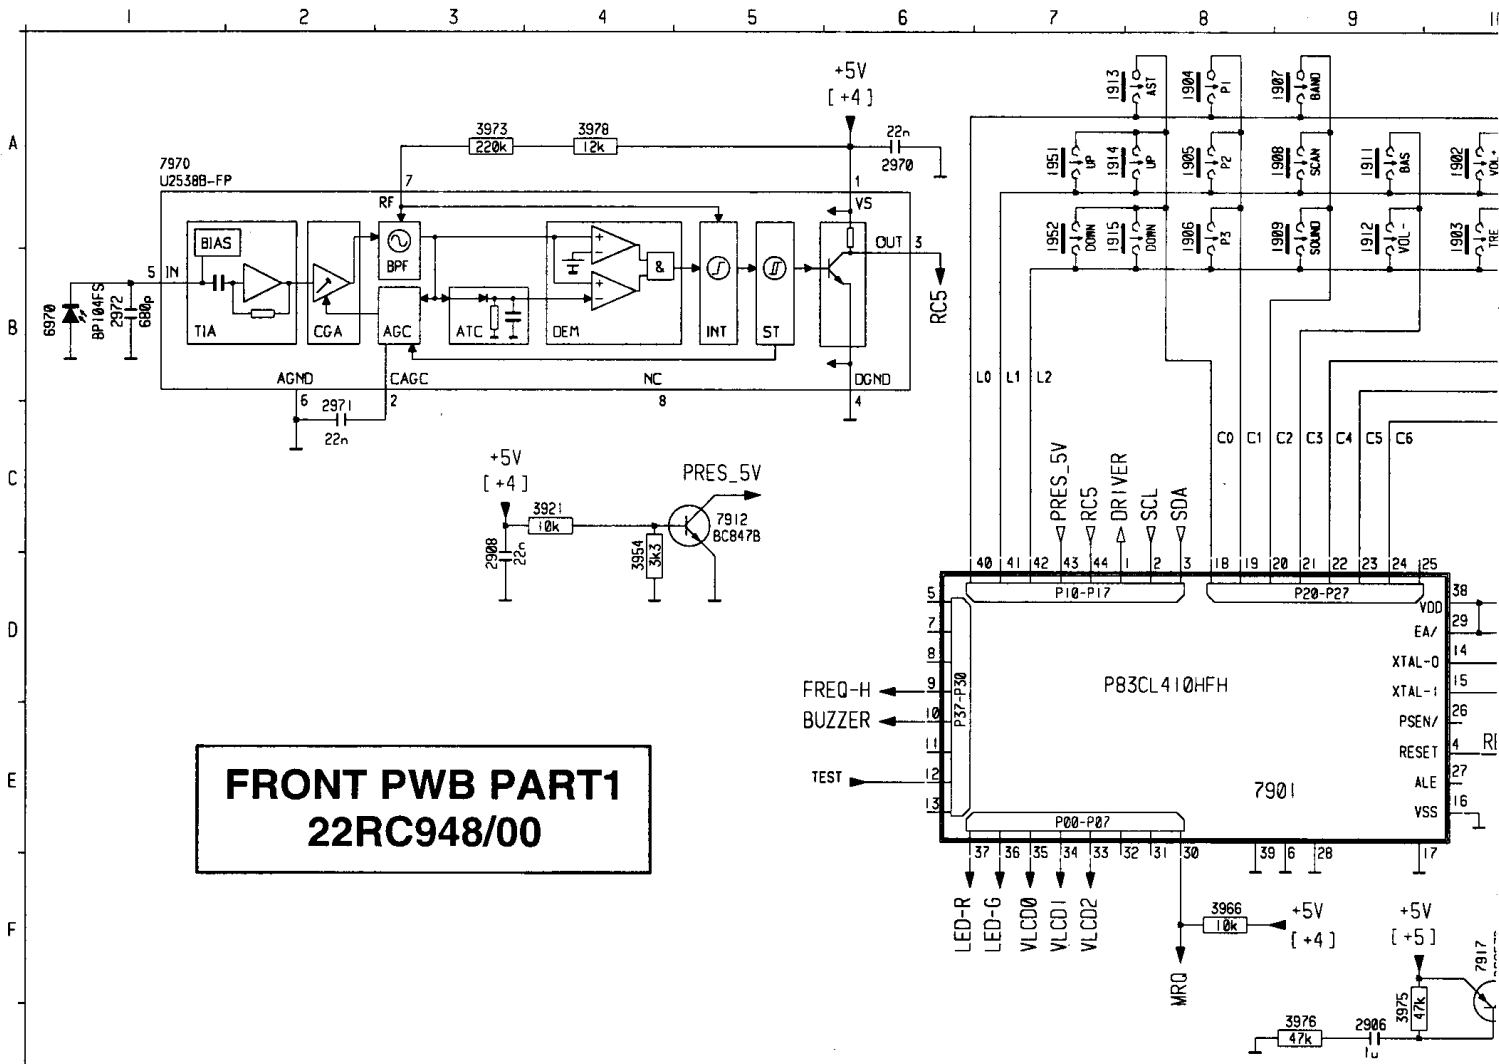 1 2 3 4 5 6 7 8 9
A
B
C
D
E
F
+5V
[ +4 ]
3973
220k
3978
12k
22n
2970
7970
U2538B-FP
7
1
RF
VS
BIAS
BPF
OUT 3
5 IN
&
TIA
CGA
AGC
ATC
DEM
INT
ST
6970
BP104FS
2972
680p
RC5
AGND
CAGC
NC
DGND
6
2
8
4
2971
22n
+5V
[ +4 ]
PRES_5V
3921
10k
7912
BC847B
2908
3954
3k3
1913
AST
1904
P1
1907
BAND
1951
UP
1914
UP
1905
P2
1908
SCAN
1911
BAS
1902
VOL+
1952
DOWN
1915
DOWN
1906
P3
1909
SOUND
1912
VOL-
1903
TRE
L0 L1 L2
C0 C1 C2 C3 C4 C5 C6
PRES_5V
RC5
DRIVER
SCL
SDA
40 41 42 43 44 1 2 3 18 19 20 21 22 23 24 25
P10-P17
P20-P27
5
7
8
9
10
11
12
13
P37-P30
FREQ-H
BUZZER
TEST
P83CL410HFH
7901
VDD 38
EA/ 29
XTAL-O 14
XTAL-I 15
PSEN/ 26
RESET 4
ALE 27
VSS 16
P00-P07
37 36 35 34 33 32 31 30 39 6 28 17
LED-R
LED-G
VLCD0
VLCD1
VLCD2
MRQ
3966
10k
+5V
[ +4 ]
+5V
[ +5 ]
7917
3975
47k
3976
47k
2906
1u
FRONT PWB PART1
22RC948/00